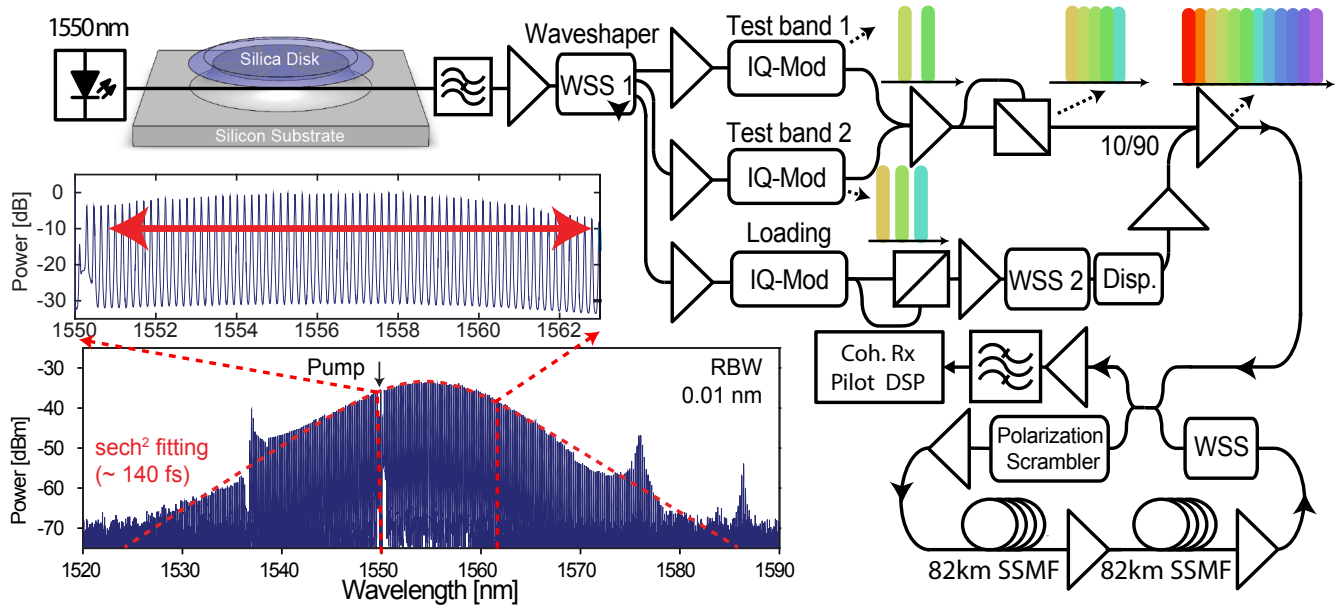 1550nm
Silica Disk
Silicon Substrate
Waveshaper
WSS 1
Test band 1
IQ-Mod
Test band 2
IQ-Mod
Loading
IQ-Mod
WSS 2
Disp.
10/90
Coh. Rx
Pilot DSP
Polarization
Scrambler
WSS
82km SSMF
82km SSMF
Power [dB]
0
-10
-20
-30
1550
1552
1554
1556
1558
1560
1562
Pump
RBW
0.01 nm
sech² fitting
(~ 140 fs)
Power [dBm]
-30
-40
-50
-60
-70
1520
1530
1540
1550
1560
1570
1580
1590
Wavelength [nm]